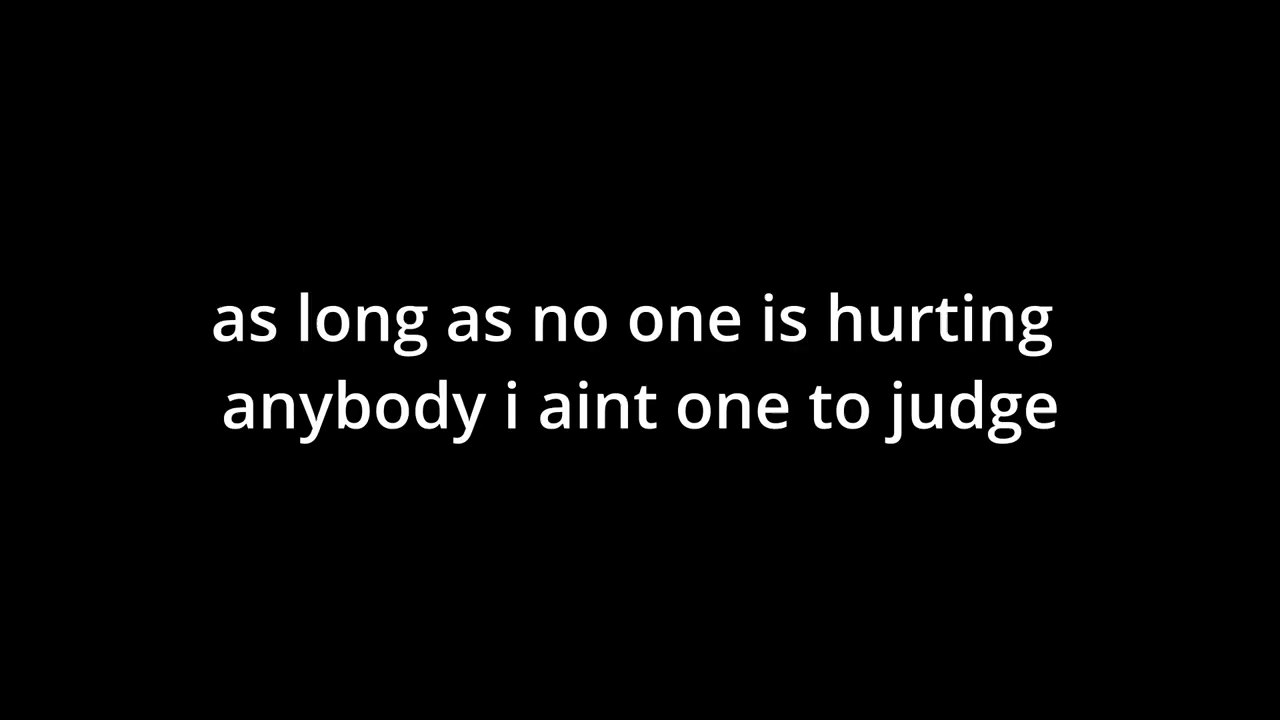 as long as no one is hurting
anybody i aint one to judge